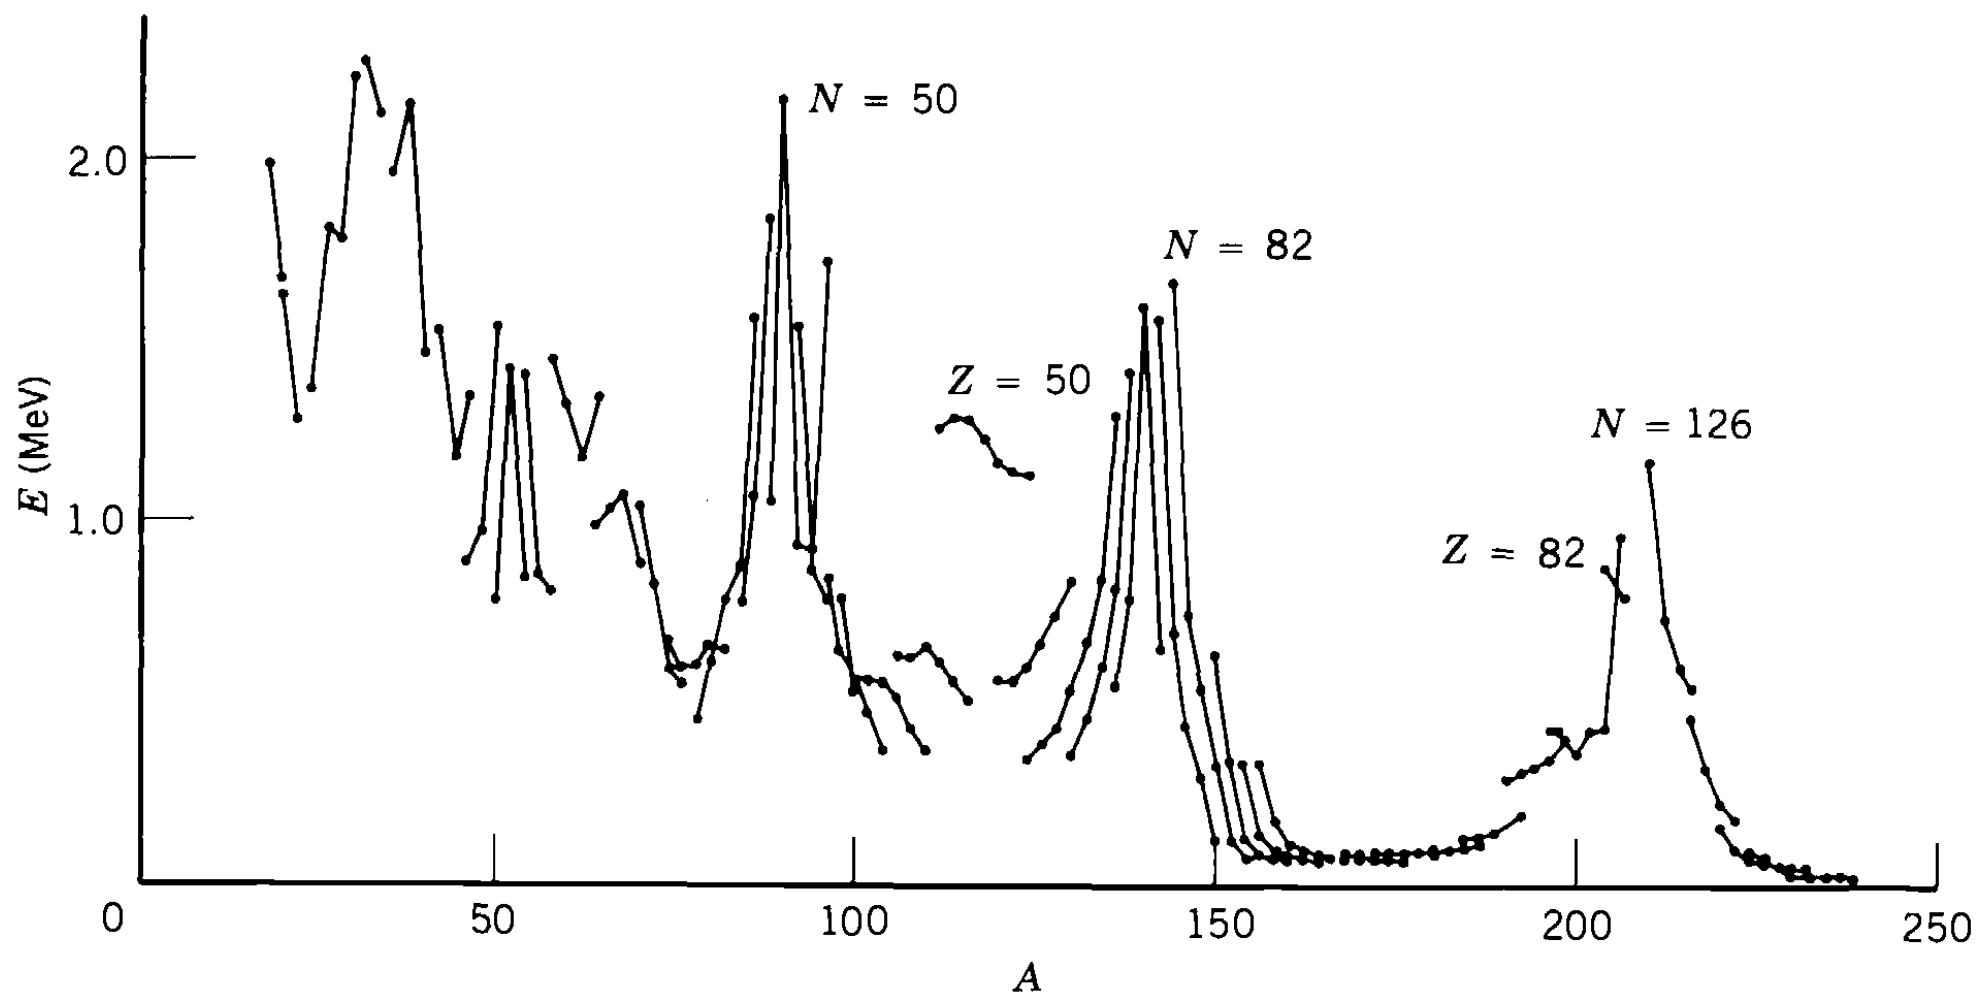 N = 50
2.0
N = 82
Z = 50
N = 126
E (MeV)
1.0
Z = 82
0
50
100
150
200
250
A